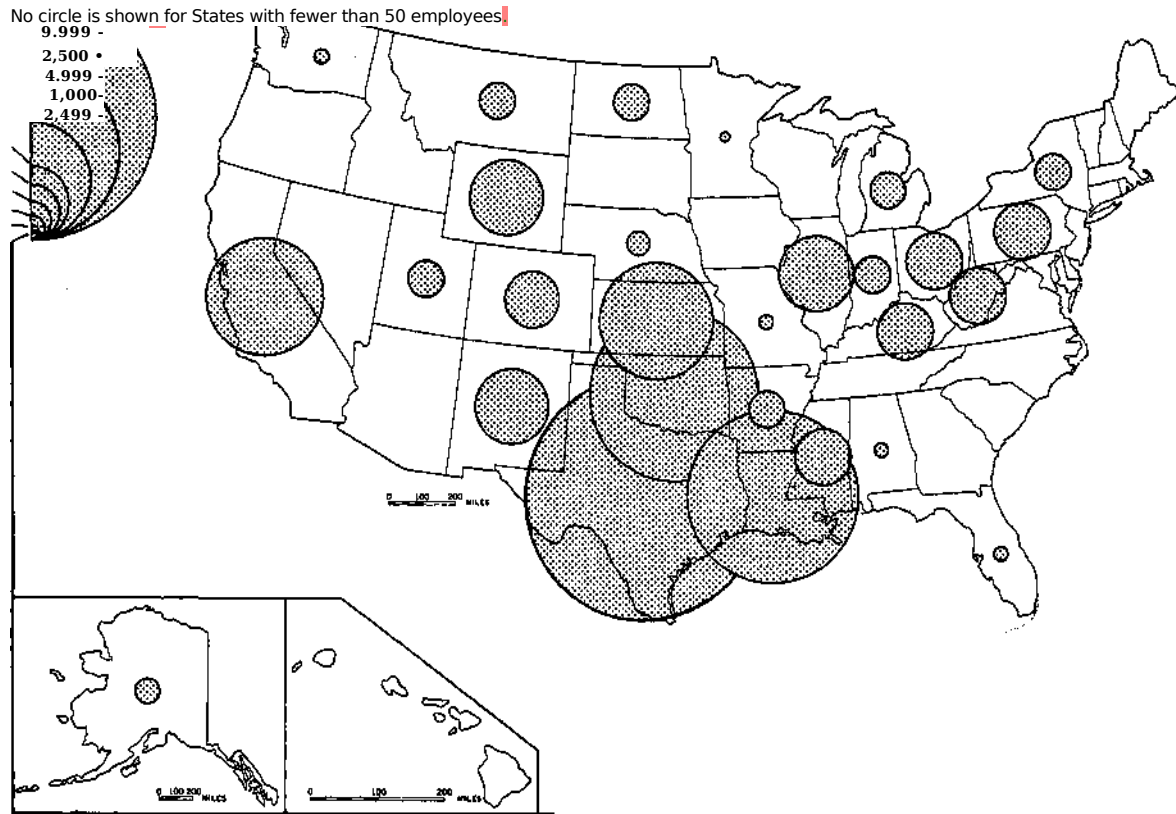 No circle is shown for States with fewer than 50 employees.
9.999 -
2,500 •
4.999 -
1,000-
2,499 -
0 100 200
MILES
0 100 200
MILES
0 100 200
MILES